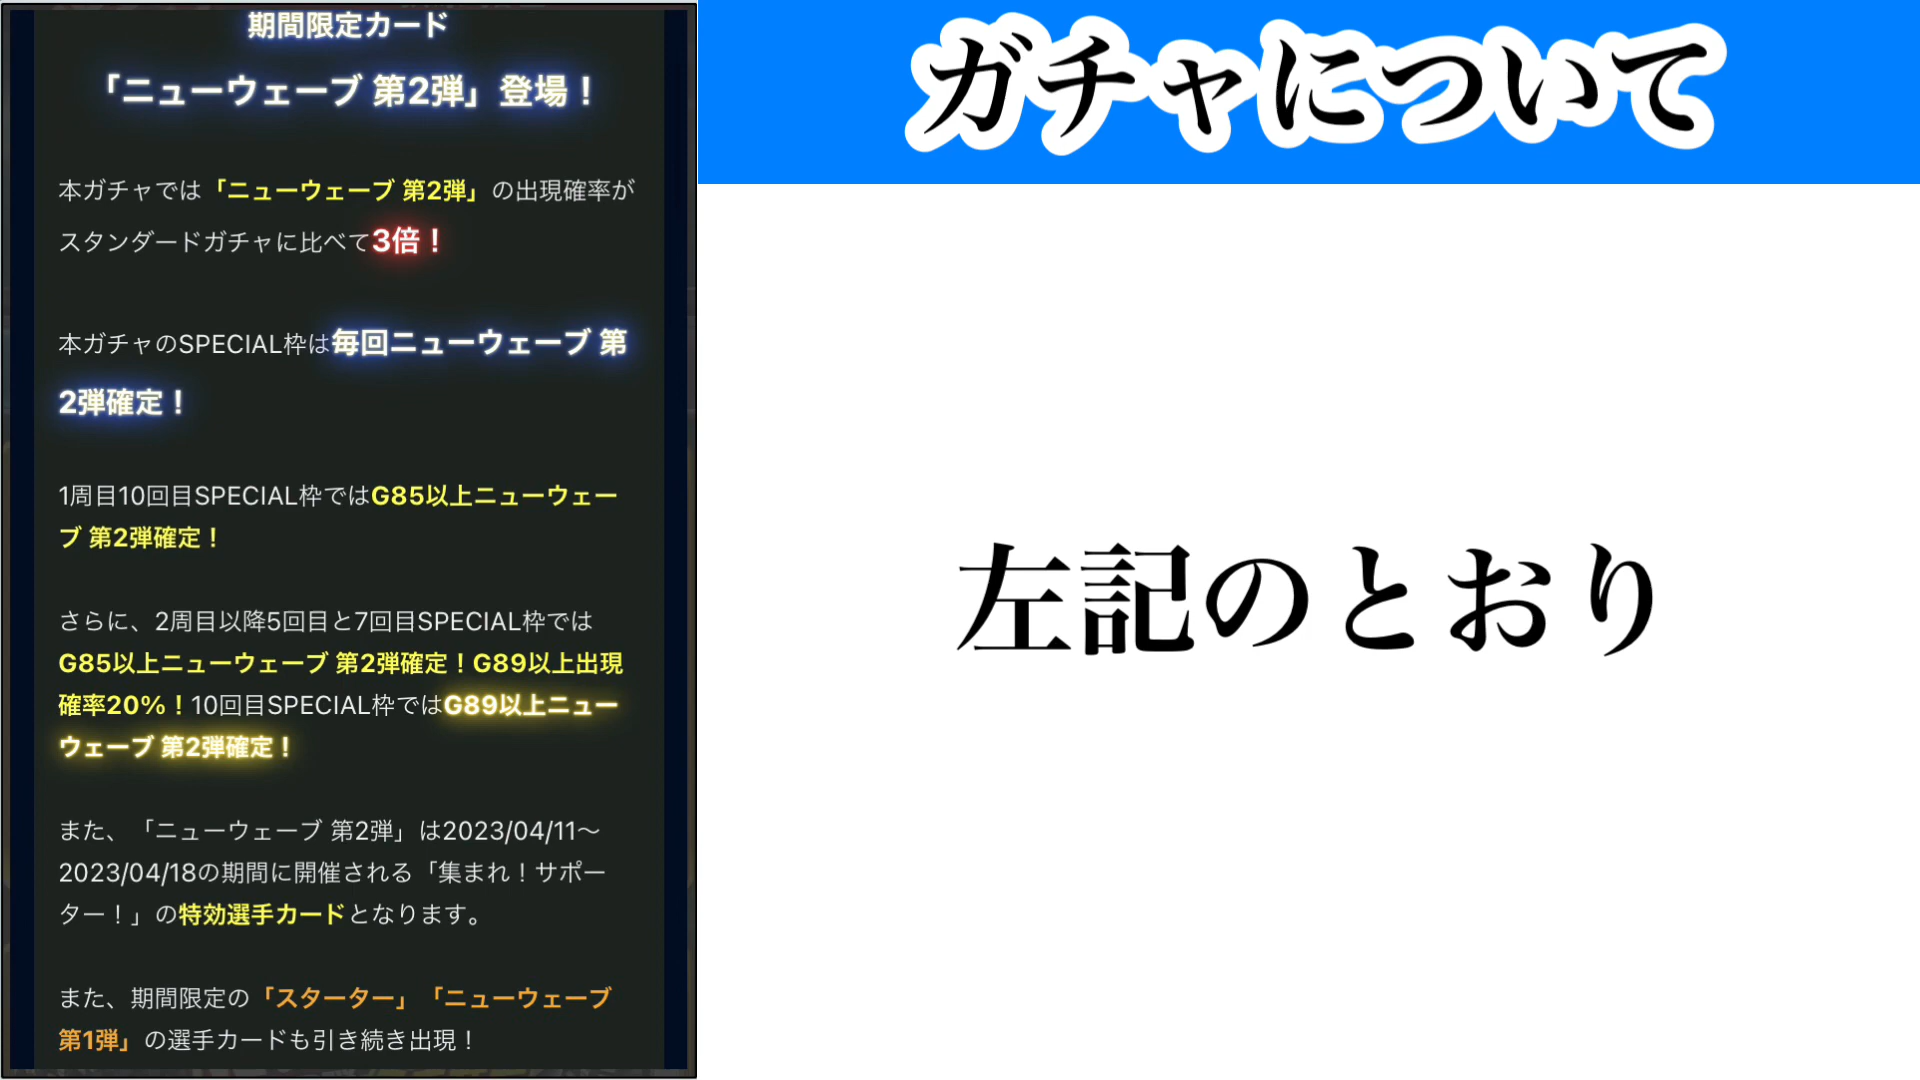 期間限定カード
「ニューウェーブ 第2弾」登場！
本ガチャでは「ニューウェーブ 第2弾」の出現確率が
スタンダードガチャに比べて3倍！
本ガチャのSPECIAL枠は毎回ニューウェーブ 第
2弾確定！
1周目10回目SPECIAL枠ではG85以上ニューウェー
ブ 第2弾確定！
さらに、2周目以降5回目と7回目SPECIAL枠では
G85以上ニューウェーブ 第2弾確定！G89以上出現
確率20%！10回目SPECIAL枠ではG89以上ニュー
ウェーブ 第2弾確定！
また、「ニューウェーブ 第2弾」は2023/04/11～
2023/04/18の期間に開催される「集まれ！サポー
ター！」の特効選手カードとなります。
また、期間限定の「スターター」「ニューウェーブ
第1弾」の選手カードも引き続き出現！
ガチャについて
左記のとおり